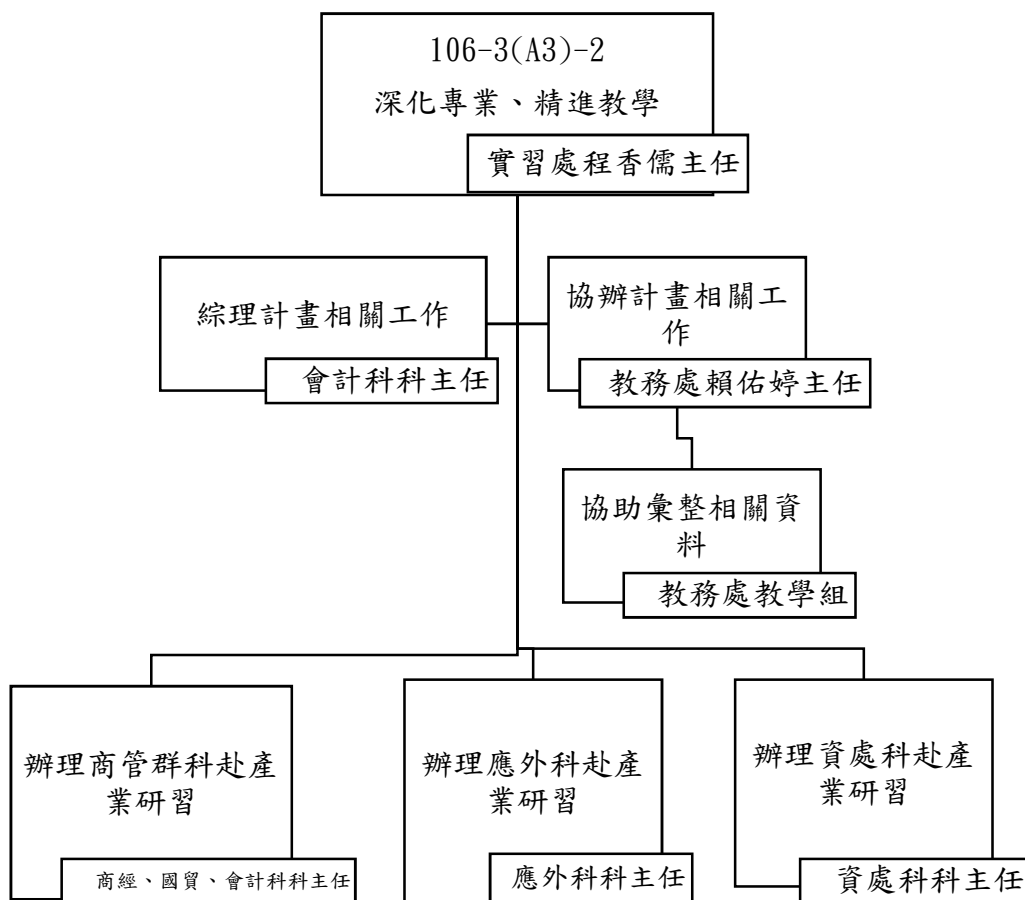 106-3(A3)-2
深化專業、精進教學
實習處程香儒主任
綜理計畫相關工作
會計科科主任
協辦計畫相關工
作
教務處賴佑婷主任
協助彙整相關資
料
教務處教學組
辦理商管群科赴產
業研習
商經、國貿、會計科科主任
辦理應外科赴產
業研習
應外科科主任
辦理資處科赴產
業研習
資處科科主任